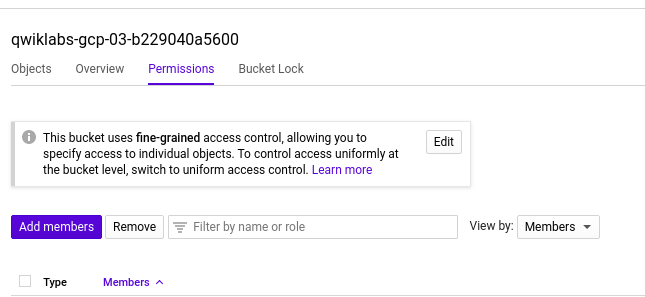 qwiklabs-gcp-03-b229040a5600
Objects Overview Permissions Bucket Lock
This bucket uses fine-grained access control, allowing you to
specify access to individual objects. To control access uniformly at
the bucket level, switch to uniform access control. Learn more
Edit
Add members Remove Filter by name or role View by: Members
Type Members